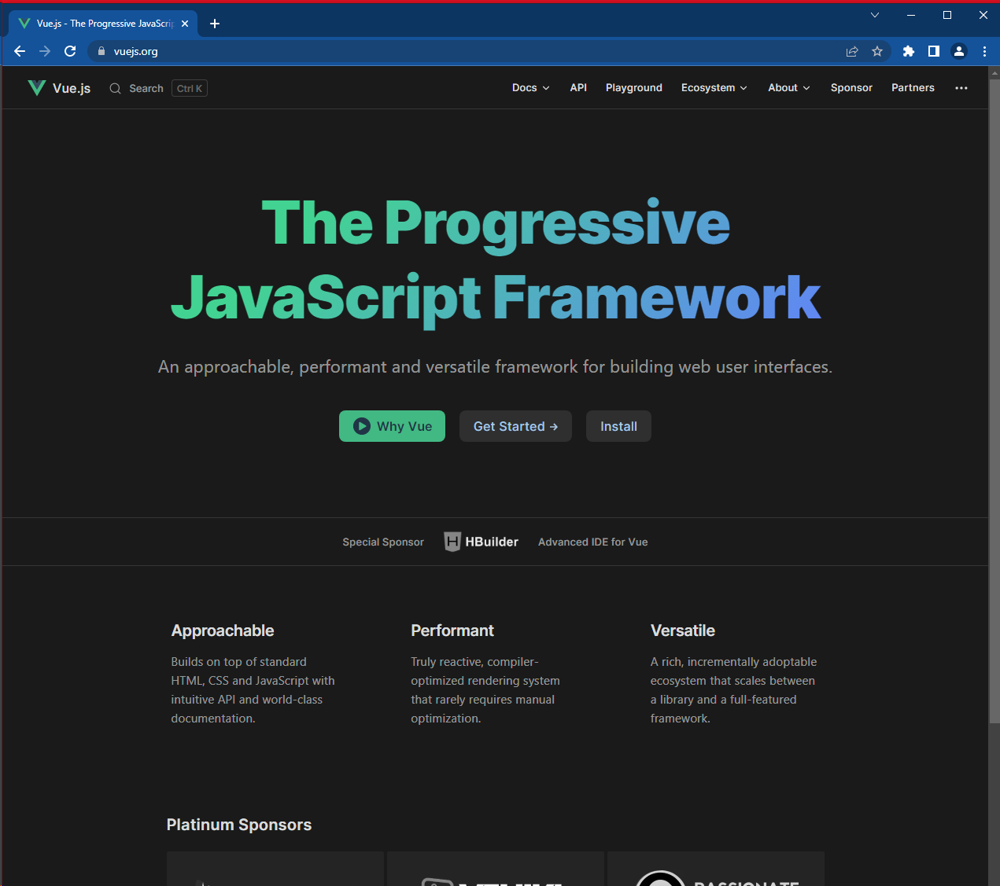 Vue.js - The Progressive JavaScrip
vuejs.org
Vue.js
Search
Ctrl K
Docs
API
Playground
Ecosystem
About
Sponsor
Partners
The Progressive
JavaScript Framework
An approachable, performant and versatile framework for building web user interfaces.
Why Vue
Get Started →
Install
Special Sponsor
HBuilder
Advanced IDE for Vue
Approachable
Builds on top of standard
HTML, CSS and JavaScript with
intuitive API and world-class
documentation.
Performant
Truly reactive, compiler-
optimized rendering system
that rarely requires manual
optimization.
Versatile
A rich, incrementally adoptable
ecosystem that scales between
a library and a full-featured
framework.
Platinum Sponsors
PASSIONATE